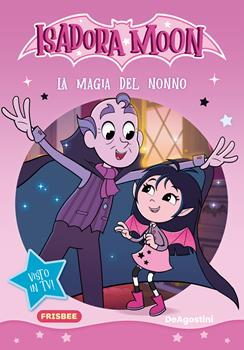 ISADORA MOON
LA MAGIA DEL NONNO
VISTO
IN TV!
FRISBEE
DeAgostini